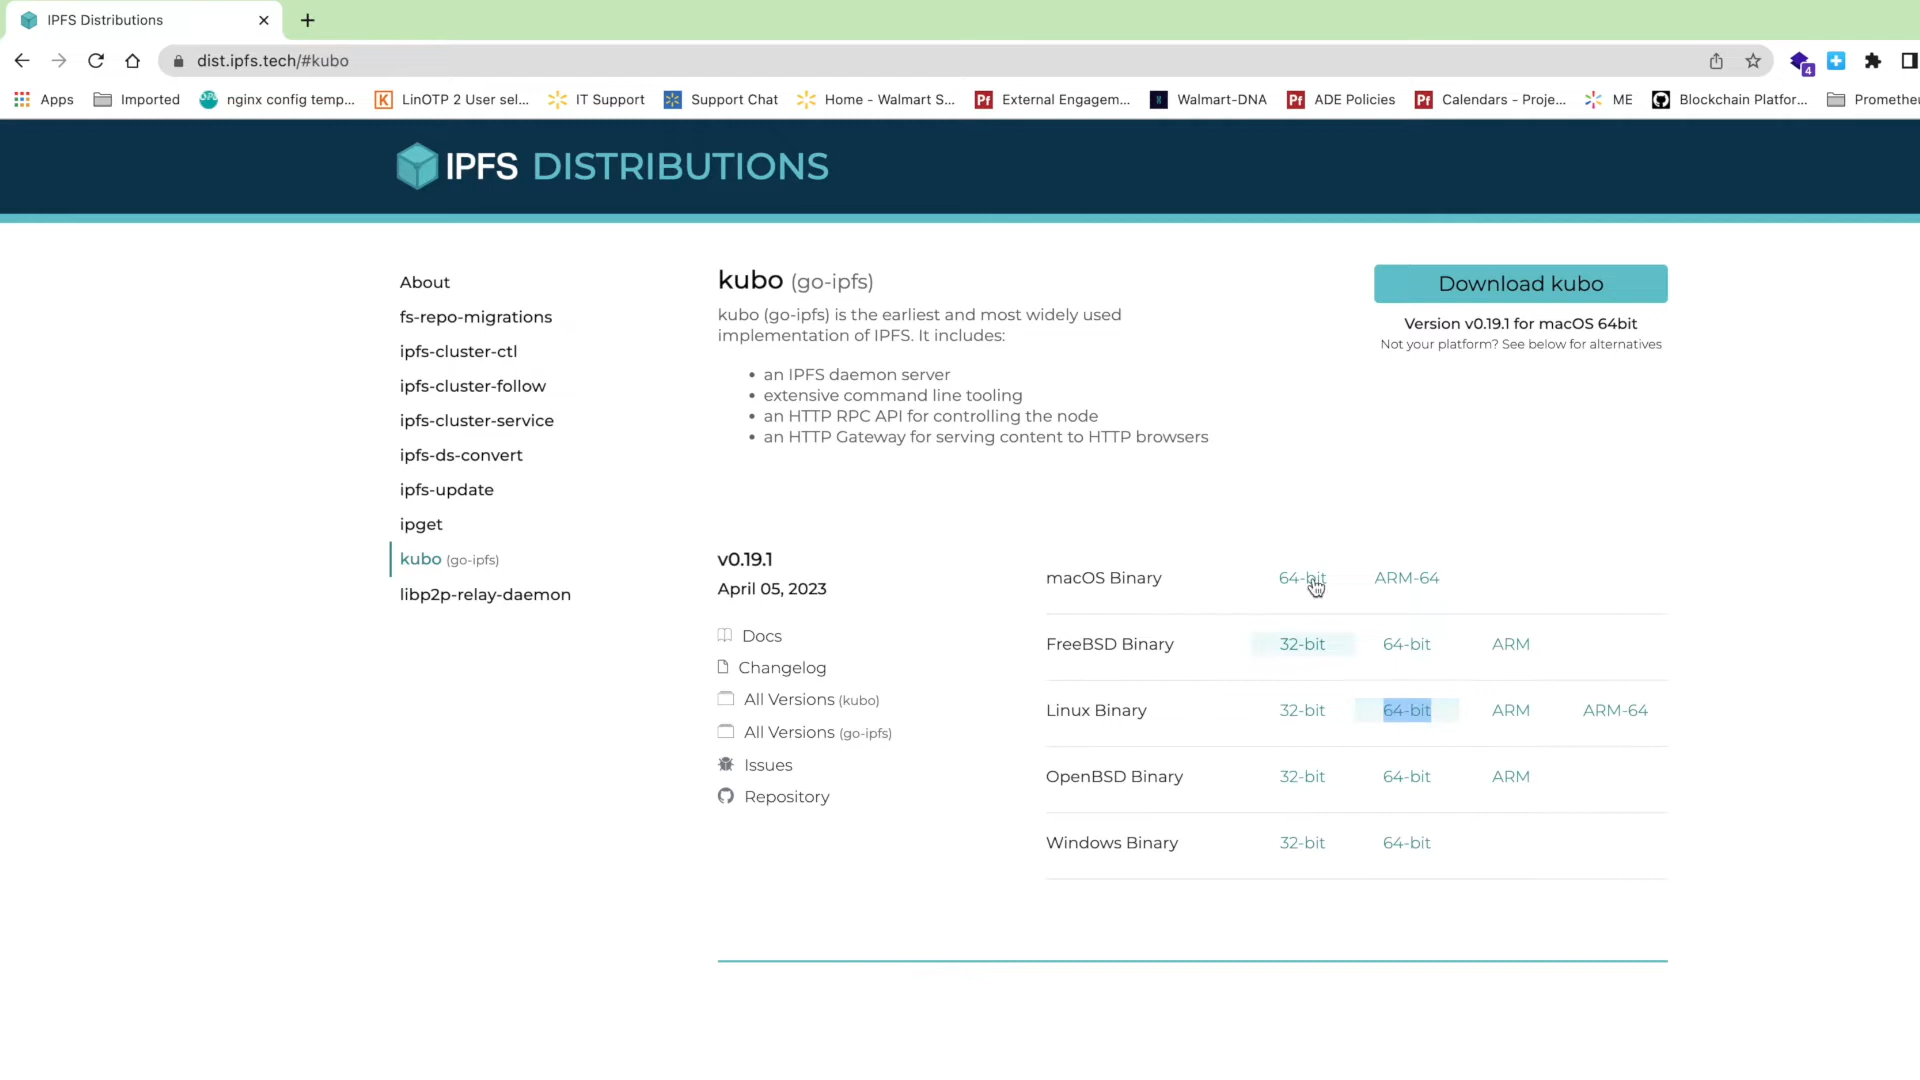 IPFS Distributions
dist.ipfs.tech/#kubo
4
Apps Imported nginx config temp... LinOTP 2 User sel... IT Support Support Chat Home - Walmart S... External Engagem... Walmart-DNA ADE Policies Calendars - Proje... ME Blockchain Platfor... Prometheu
IPFS DISTRIBUTIONS
About
fs-repo-migrations
ipfs-cluster-ctl
ipfs-cluster-follow
ipfs-cluster-service
ipfs-ds-convert
ipfs-update
ipget
kubo (go-ipfs)
libp2p-relay-daemon
kubo (go-ipfs)
kubo (go-ipfs) is the earliest and most widely used
implementation of IPFS. It includes:
• an IPFS daemon server
• extensive command line tooling
• an HTTP RPC API for controlling the node
• an HTTP Gateway for serving content to HTTP browsers
Download kubo
Version v0.19.1 for macOS 64bit
Not your platform? See below for alternatives
v0.19.1
April 05, 2023
Docs
Changelog
All Versions (kubo)
All Versions (go-ipfs)
Issues
Repository
macOS Binary 64-bit ARM-64
FreeBSD Binary 32-bit 64-bit ARM
Linux Binary 32-bit 64-bit ARM ARM-64
OpenBSD Binary 32-bit 64-bit ARM
Windows Binary 32-bit 64-bit